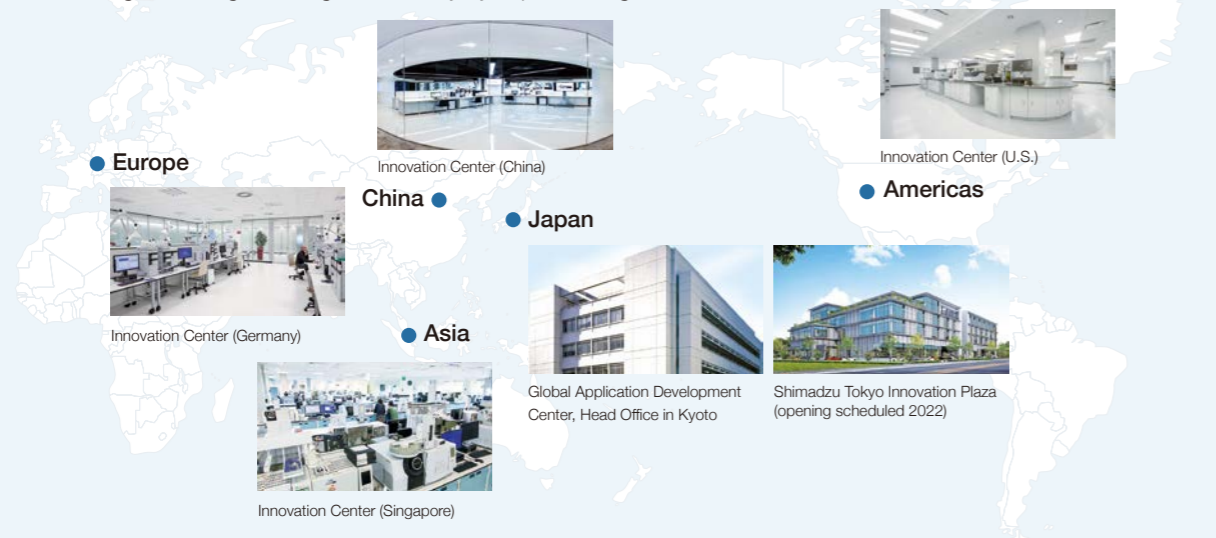 Innovation Center (China)
Innovation Center (U.S.)
Europe
China
Americas
Japan
Innovation Center (Germany)
Asia
Global Application Development
Center, Head Office in Kyoto
Shimadzu Tokyo Innovation Plaza
(opening scheduled 2022)
Innovation Center (Singapore)